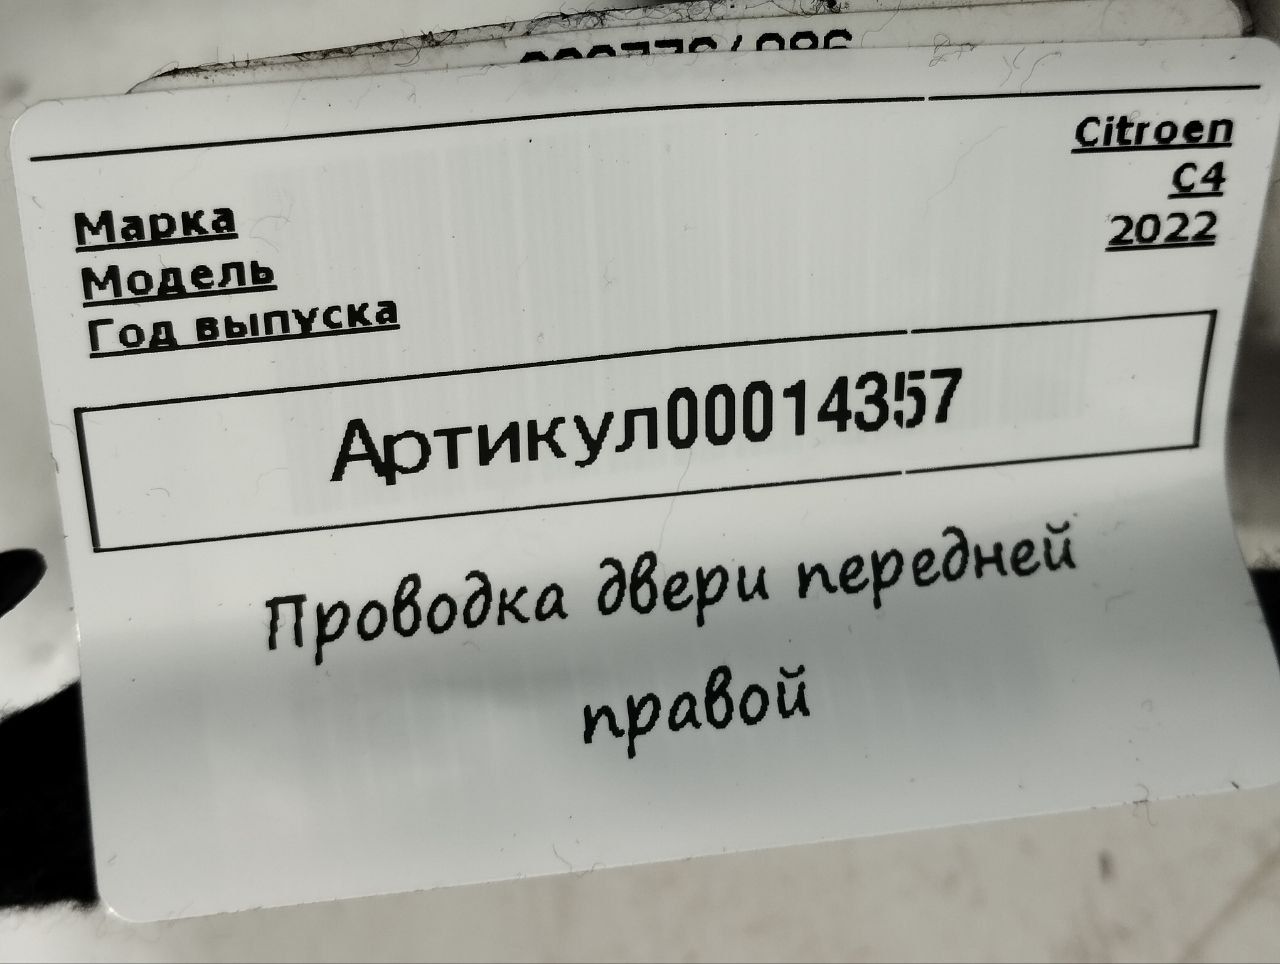 Citroen
C4
2022
Марка
Модель
Год выпуска
Артикул00014357
Проводка двери передней
правой